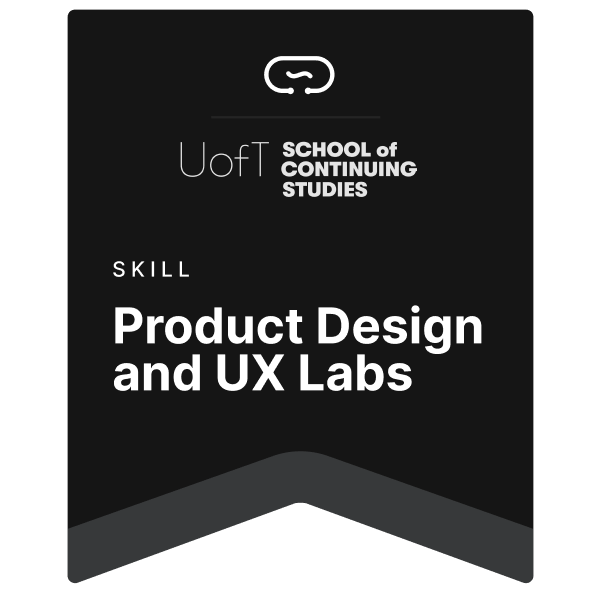 UofT SCHOOL of
CONTINUING
STUDIES
SKILL
Product Design
and UX Labs